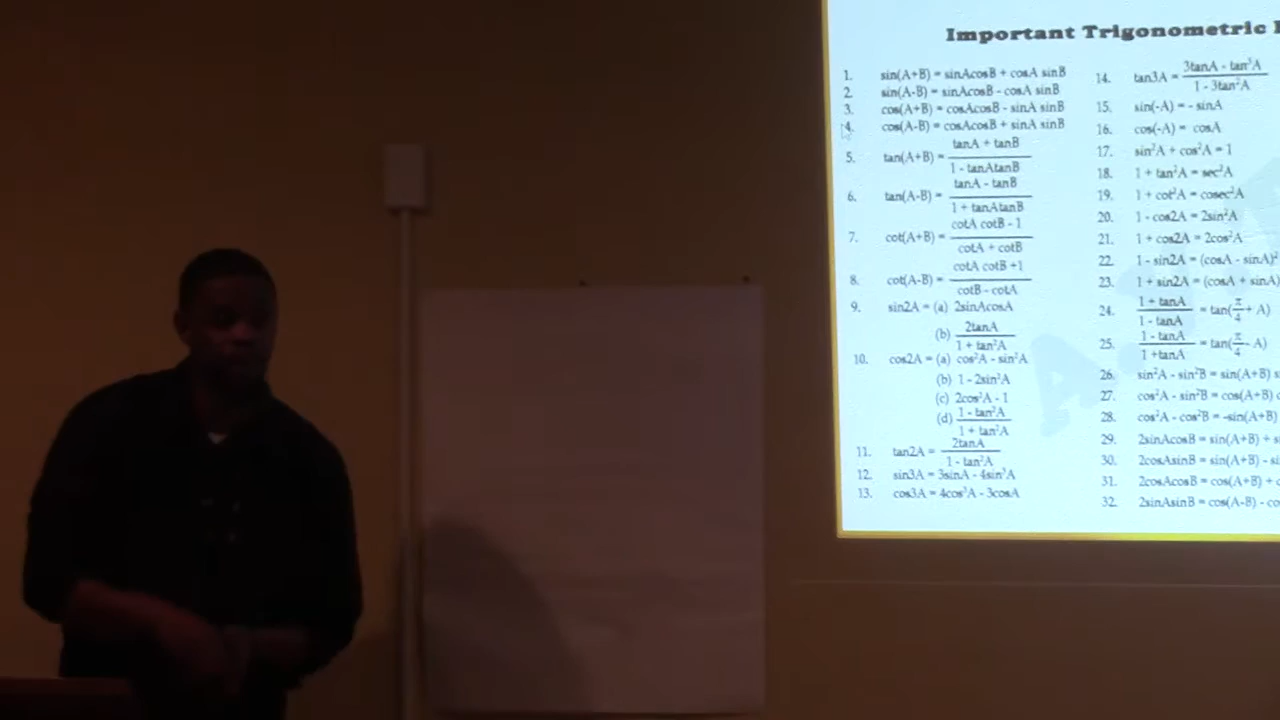 Important Trigonometric
1. sin(A+B) = sinAcosB + cosA sinB
2. sin(A-B) = sinAcosB - cosA sinB
3. cos(A+B) = cosAcosB - sinA sinB
4. cos(A-B) = cosAcosB + sinA sinB
5. tan(A+B) = (tanA + tanB)/(1 - tanAtanB)
6. tan(A-B) = (tanA - tanB)/(1 + tanAtanB)
7. cot(A+B) = (cotA cotB - 1)/(cotA + cotB)
8. cot(A-B) = (cotA cotB +1)/(cotB - cotA)
9. sin2A = (a) 2sinAcosA
(b) 2tanA/(1 + tan²A)
10. cos2A = (a) cos²A - sin²A
(b) 1 - 2sin²A
(c) 2cos²A - 1
(d) (1 - tan²A)/(1 + tan²A)
11. tan2A = 2tanA/(1 - tan²A)
12. sin3A = 3sinA - 4sin³A
13. cos3A = 4cos³A - 3cosA
14. tan3A = (3tanA - tan³A)/(1 - 3tan²A)
15. sin(-A) = - sinA
16. cos(-A) = cosA
17. sin²A + cos²A = 1
18. 1 + tan²A = sec²A
19. 1 + cot²A = cosec²A
20. 1 - cos2A = 2sin²A
21. 1 + cos2A = 2cos²A
22. 1 - sin2A = (cosA - sinA)²
23. 1 + sin2A = (cosA + sinA)
24. (1 + tanA)/(1 - tanA) = tan(π/4 + A)
25. (1 - tanA)/(1 +tanA) = tan(π/4 - A)
26. sin²A - sin²B = sin(A+B)
27. cos²A - sin²B = cos(A+B)
28. cos²A - cos²B = -sin(A+B)
29. 2sinAcosB = sin(A+B) +
30. 2cosAsinB = sin(A+B) -
31. 2cosAcosB = cos(A+B) +
32. 2sinAsinB = cos(A-B) -